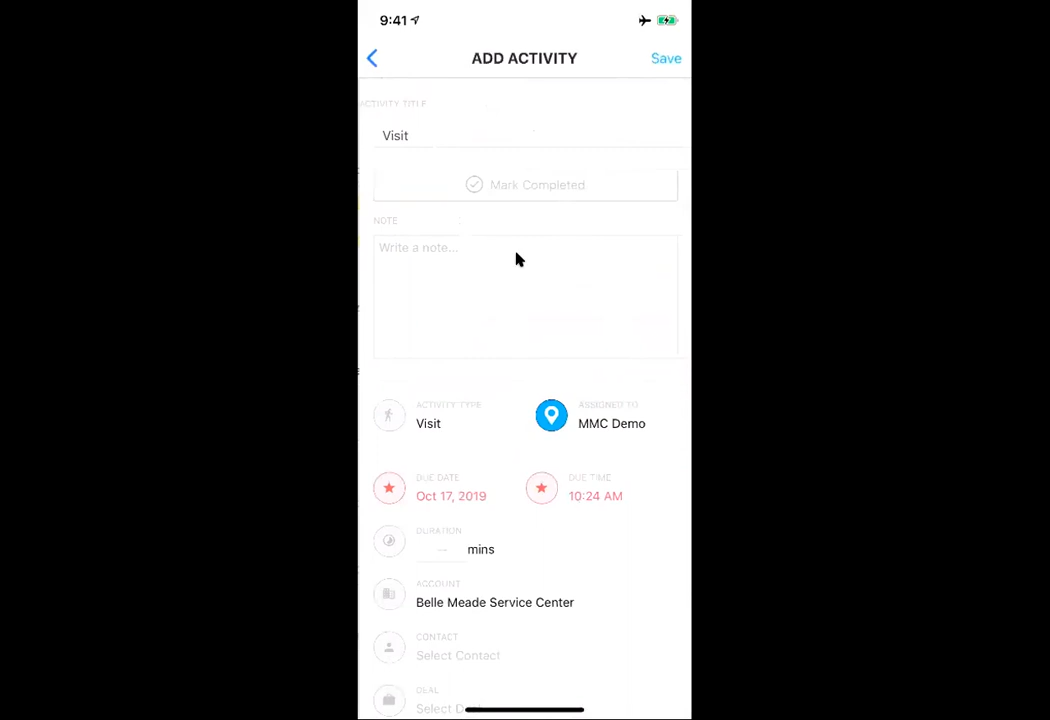 9:41
ADD ACTIVITY
Save
ACTIVITY TITLE
Visit
Mark Completed
NOTE
Write a note...
ACTIVITY TYPE
Visit
ASSIGNED TO
MMC Demo
DUE DATE
Oct 17, 2019
DUE TIME
10:24 AM
DURATION
-- mins
ACCOUNT
Belle Meade Service Center
CONTACT
Select Contact
DEAL
Select